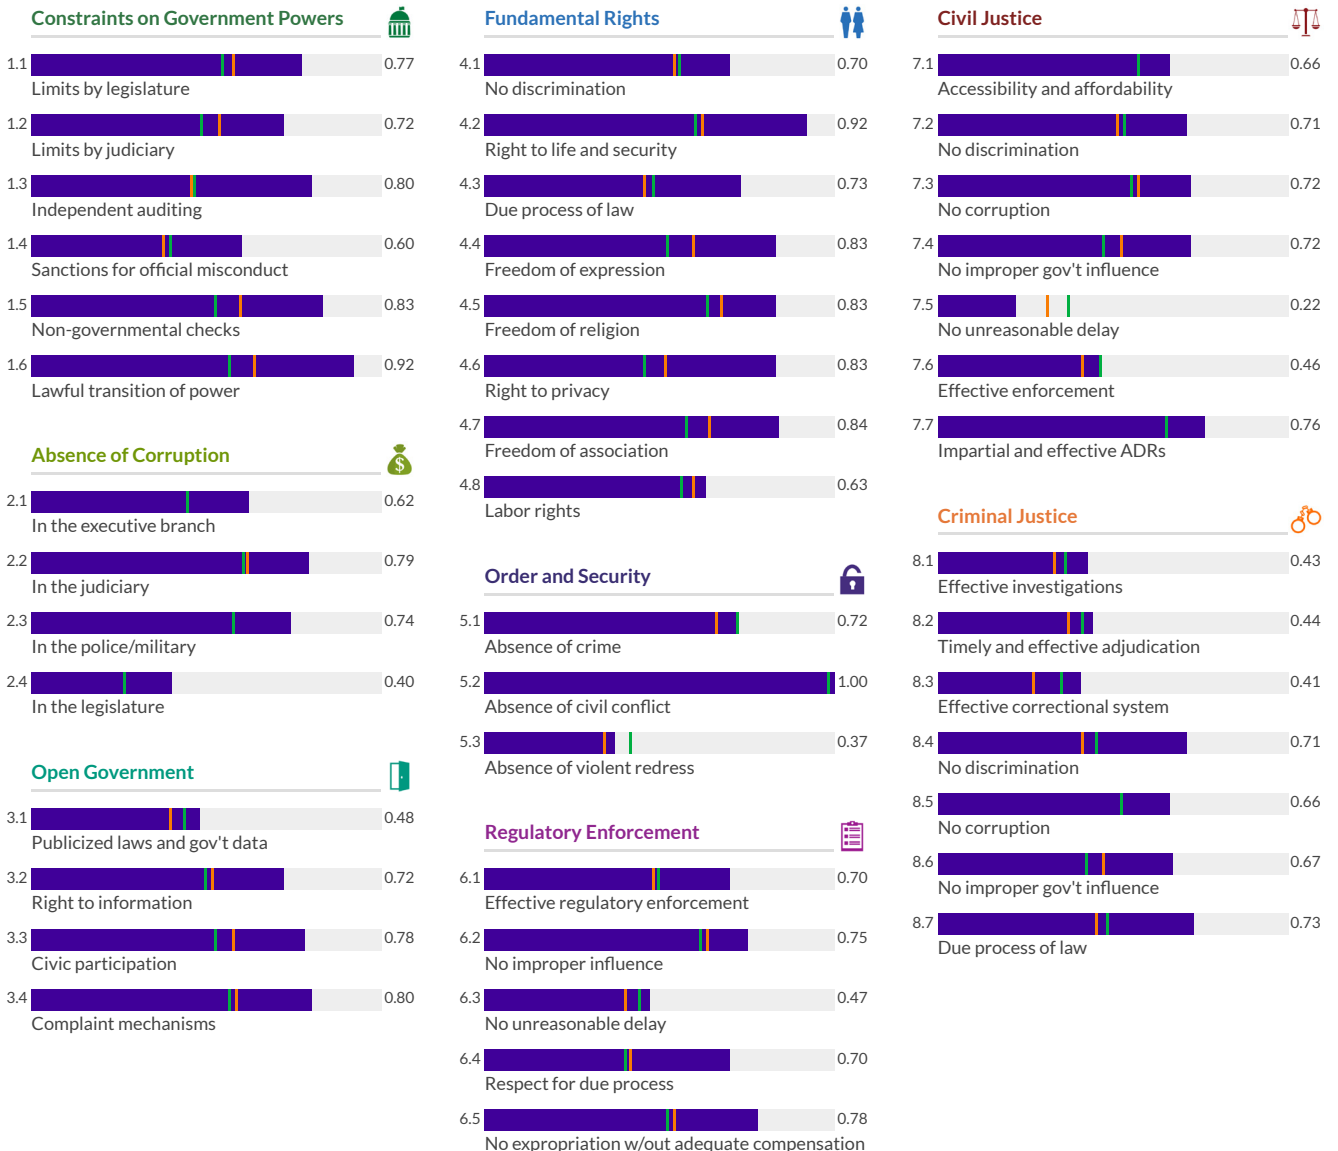 Constraints on Government Powers
1.1 0.77
Limits by legislature
1.2 0.72
Limits by judiciary
1.3 0.80
Independent auditing
1.4 0.60
Sanctions for official misconduct
1.5 0.83
Non-governmental checks
1.6 0.92
Lawful transition of power
Absence of Corruption
$
2.1 0.62
In the executive branch
2.2 0.79
In the judiciary
2.3 0.74
In the police/military
2.4 0.40
In the legislature
Open Government
3.1 0.48
Publicized laws and gov't data
3.2 0.72
Right to information
3.3 0.78
Civic participation
3.4 0.80
Complaint mechanisms
Fundamental Rights
4.1 0.70
No discrimination
4.2 0.92
Right to life and security
4.3 0.73
Due process of law
4.4 0.83
Freedom of expression
4.5 0.83
Freedom of religion
4.6 0.83
Right to privacy
4.7 0.84
Freedom of association
4.8 0.63
Labor rights
Order and Security
5.1 0.72
Absence of crime
5.2 1.00
Absence of civil conflict
5.3 0.37
Absence of violent redress
Regulatory Enforcement
6.1 0.70
Effective regulatory enforcement
6.2 0.75
No improper influence
6.3 0.47
No unreasonable delay
6.4 0.70
Respect for due process
6.5 0.78
No expropriation w/out adequate compensation
Civil Justice
7.1 0.66
Accessibility and affordability
7.2 0.71
No discrimination
7.3 0.72
No corruption
7.4 0.72
No improper gov't influence
7.5 0.22
No unreasonable delay
7.6 0.46
Effective enforcement
7.7 0.76
Impartial and effective ADRs
Criminal Justice
8.1 0.43
Effective investigations
8.2 0.44
Timely and effective adjudication
8.3 0.41
Effective correctional system
8.4 0.71
No discrimination
8.5 0.66
No corruption
8.6 0.67
No improper gov't influence
8.7 0.73
Due process of law